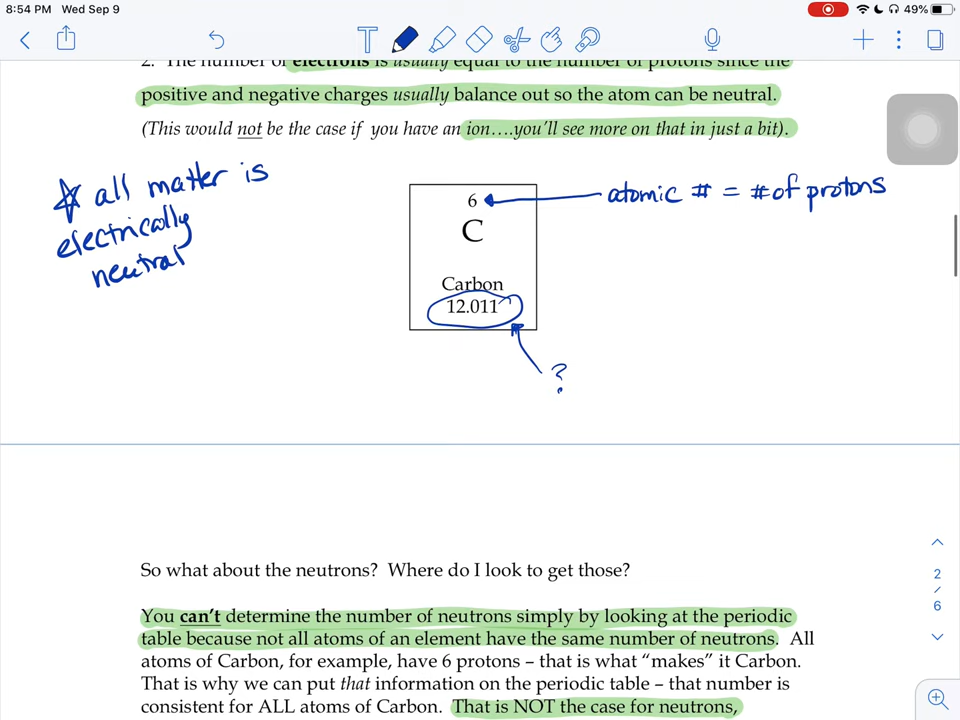 8:54 PM Wed Sep 9
49%
T
2. The number of electrons is usually equal to the number of protons since the
positive and negative charges usually balance out so the atom can be neutral.
(This would not be the case if you have an ion….you'll see more on that in just a bit).
all matter is
electrically
neutral
6
atomic # = # of protons
C
Carbon
12.011
?
So what about the neutrons? Where do I look to get those?
You can't determine the number of neutrons simply by looking at the periodic
table because not all atoms of an element have the same number of neutrons. All
atoms of Carbon, for example, have 6 protons – that is what "makes" it Carbon.
That is why we can put that information on the periodic table – that number is
consistent for ALL atoms of Carbon. That is NOT the case for neutrons,
2
/
6